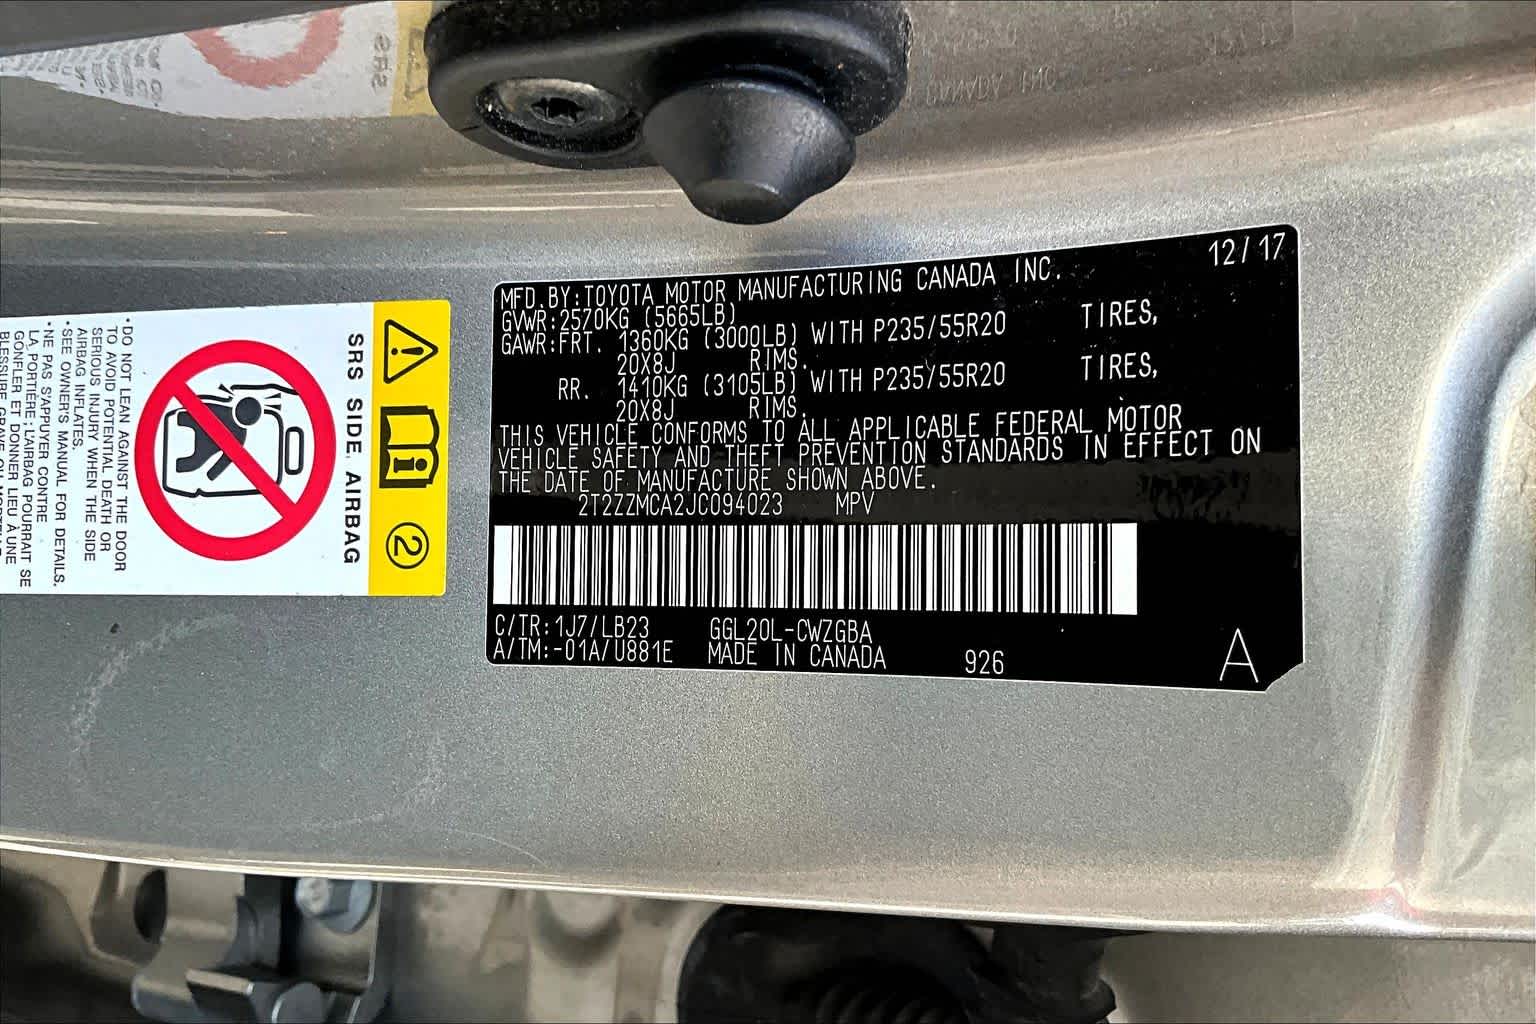 12/17
MFD.BY:TOYOTA MOTOR MANUFACTURING CANADA INC.
GVWR:2570KG (5665LB)
GAWR:FRT. 1360KG (3000LB) WITH P235/55R20 TIRES,
20X8J RIMS.
RR. 1410KG (3105LB) WITH P235/55R20 TIRES,
20X8J RIMS.
THIS VEHICLE CONFORMS TO ALL APPLICABLE FEDERAL MOTOR
VEHICLE SAFETY AND THEFT PREVENTION STANDARDS IN EFFECT ON
THE DATE OF MANUFACTURE SHOWN ABOVE.
2T2ZZMCA2JC094023 MPV
C/TR:1J7/LB23 GGL20L-CWZGBA
A/TM:-01A/U881E MADE IN CANADA 926
A
2
SRS SIDE AIRBAG
• DO NOT LEAN AGAINST THE DOOR
TO AVOID POTENTIAL DEATH OR
SERIOUS INJURY WHEN THE SIDE
AIRBAG INFLATES.
• SEE OWNER'S MANUAL FOR DETAILS.
• NE PAS S'APPUYER CONTRE
LA PORTIÈRE; L'AIRBAG POURRAIT SE
GONFLER ET DONNER LIEU À UNE